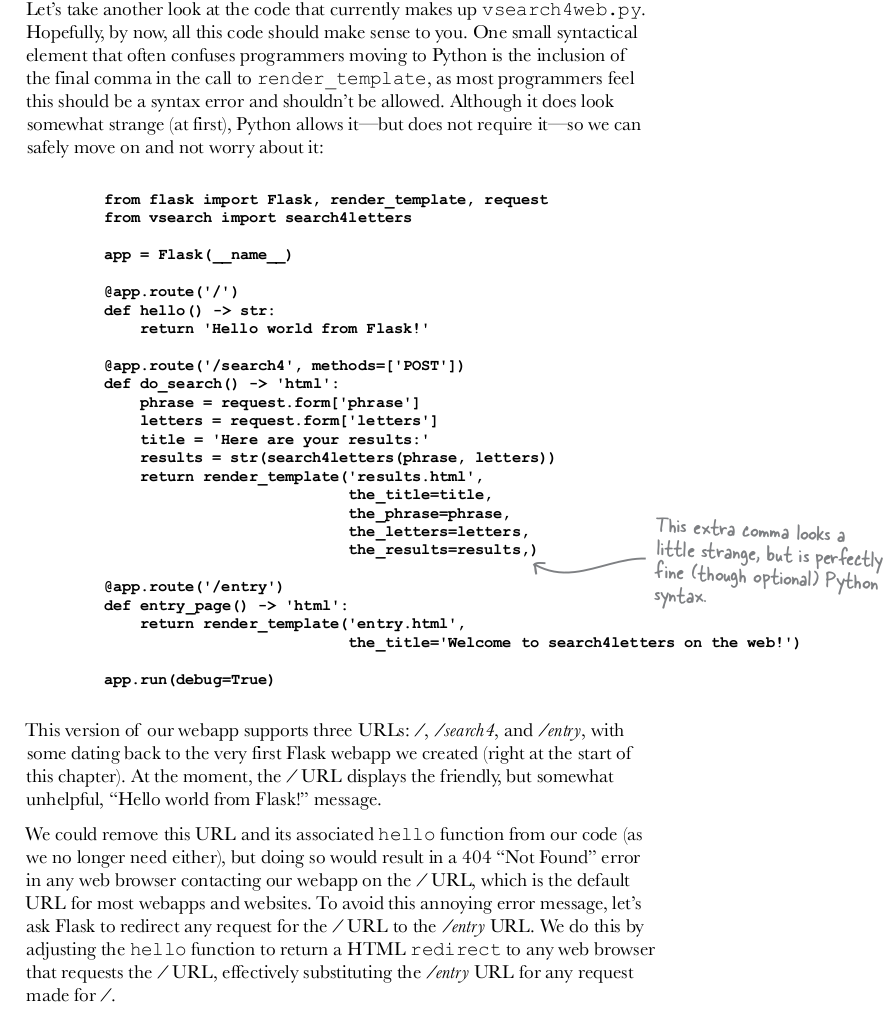 Let’s take another look at the code that currently makes up vsearch4web.py.
Hopefully, by now, all this code should make sense to you. One small syntactical
element that often confuses programmers moving to Python is the inclusion of
the final comma in the call to render_template, as most programmers feel
this should be a syntax error and shouldn’t be allowed. Although it does look
somewhat strange (at first), Python allows it—but does not require it—so we can
safely move on and not worry about it:
from flask import Flask, render_template, request
from vsearch import search4letters
app = Flask(__name__)
@app.route('/')
def hello() -> str:
    return 'Hello world from Flask!'
@app.route('/search4', methods=['POST'])
def do_search() -> 'html':
    phrase = request.form['phrase']
    letters = request.form['letters']
    title = 'Here are your results:'
    results = str(search4letters(phrase, letters))
    return render_template('results.html',
                           the_title=title,
                           the_phrase=phrase,
                           the_letters=letters,
                           the_results=results,)
This extra comma looks a
little strange, but is perfectly
fine (though optional) Python
syntax.
@app.route('/entry')
def entry_page() -> 'html':
    return render_template('entry.html',
                           the_title='Welcome to search4letters on the web!')
app.run(debug=True)
This version of our webapp supports three URLs: /, /search4, and /entry, with
some dating back to the very first Flask webapp we created (right at the start of
this chapter). At the moment, the / URL displays the friendly, but somewhat
unhelpful, “Hello world from Flask!” message.
We could remove this URL and its associated hello function from our code (as
we no longer need either), but doing so would result in a 404 “Not Found” error
in any web browser contacting our webapp on the / URL, which is the default
URL for most webapps and websites. To avoid this annoying error message, let’s
ask Flask to redirect any request for the / URL to the /entry URL. We do this by
adjusting the hello function to return a HTML redirect to any web browser
that requests the / URL, effectively substituting the /entry URL for any request
made for /.